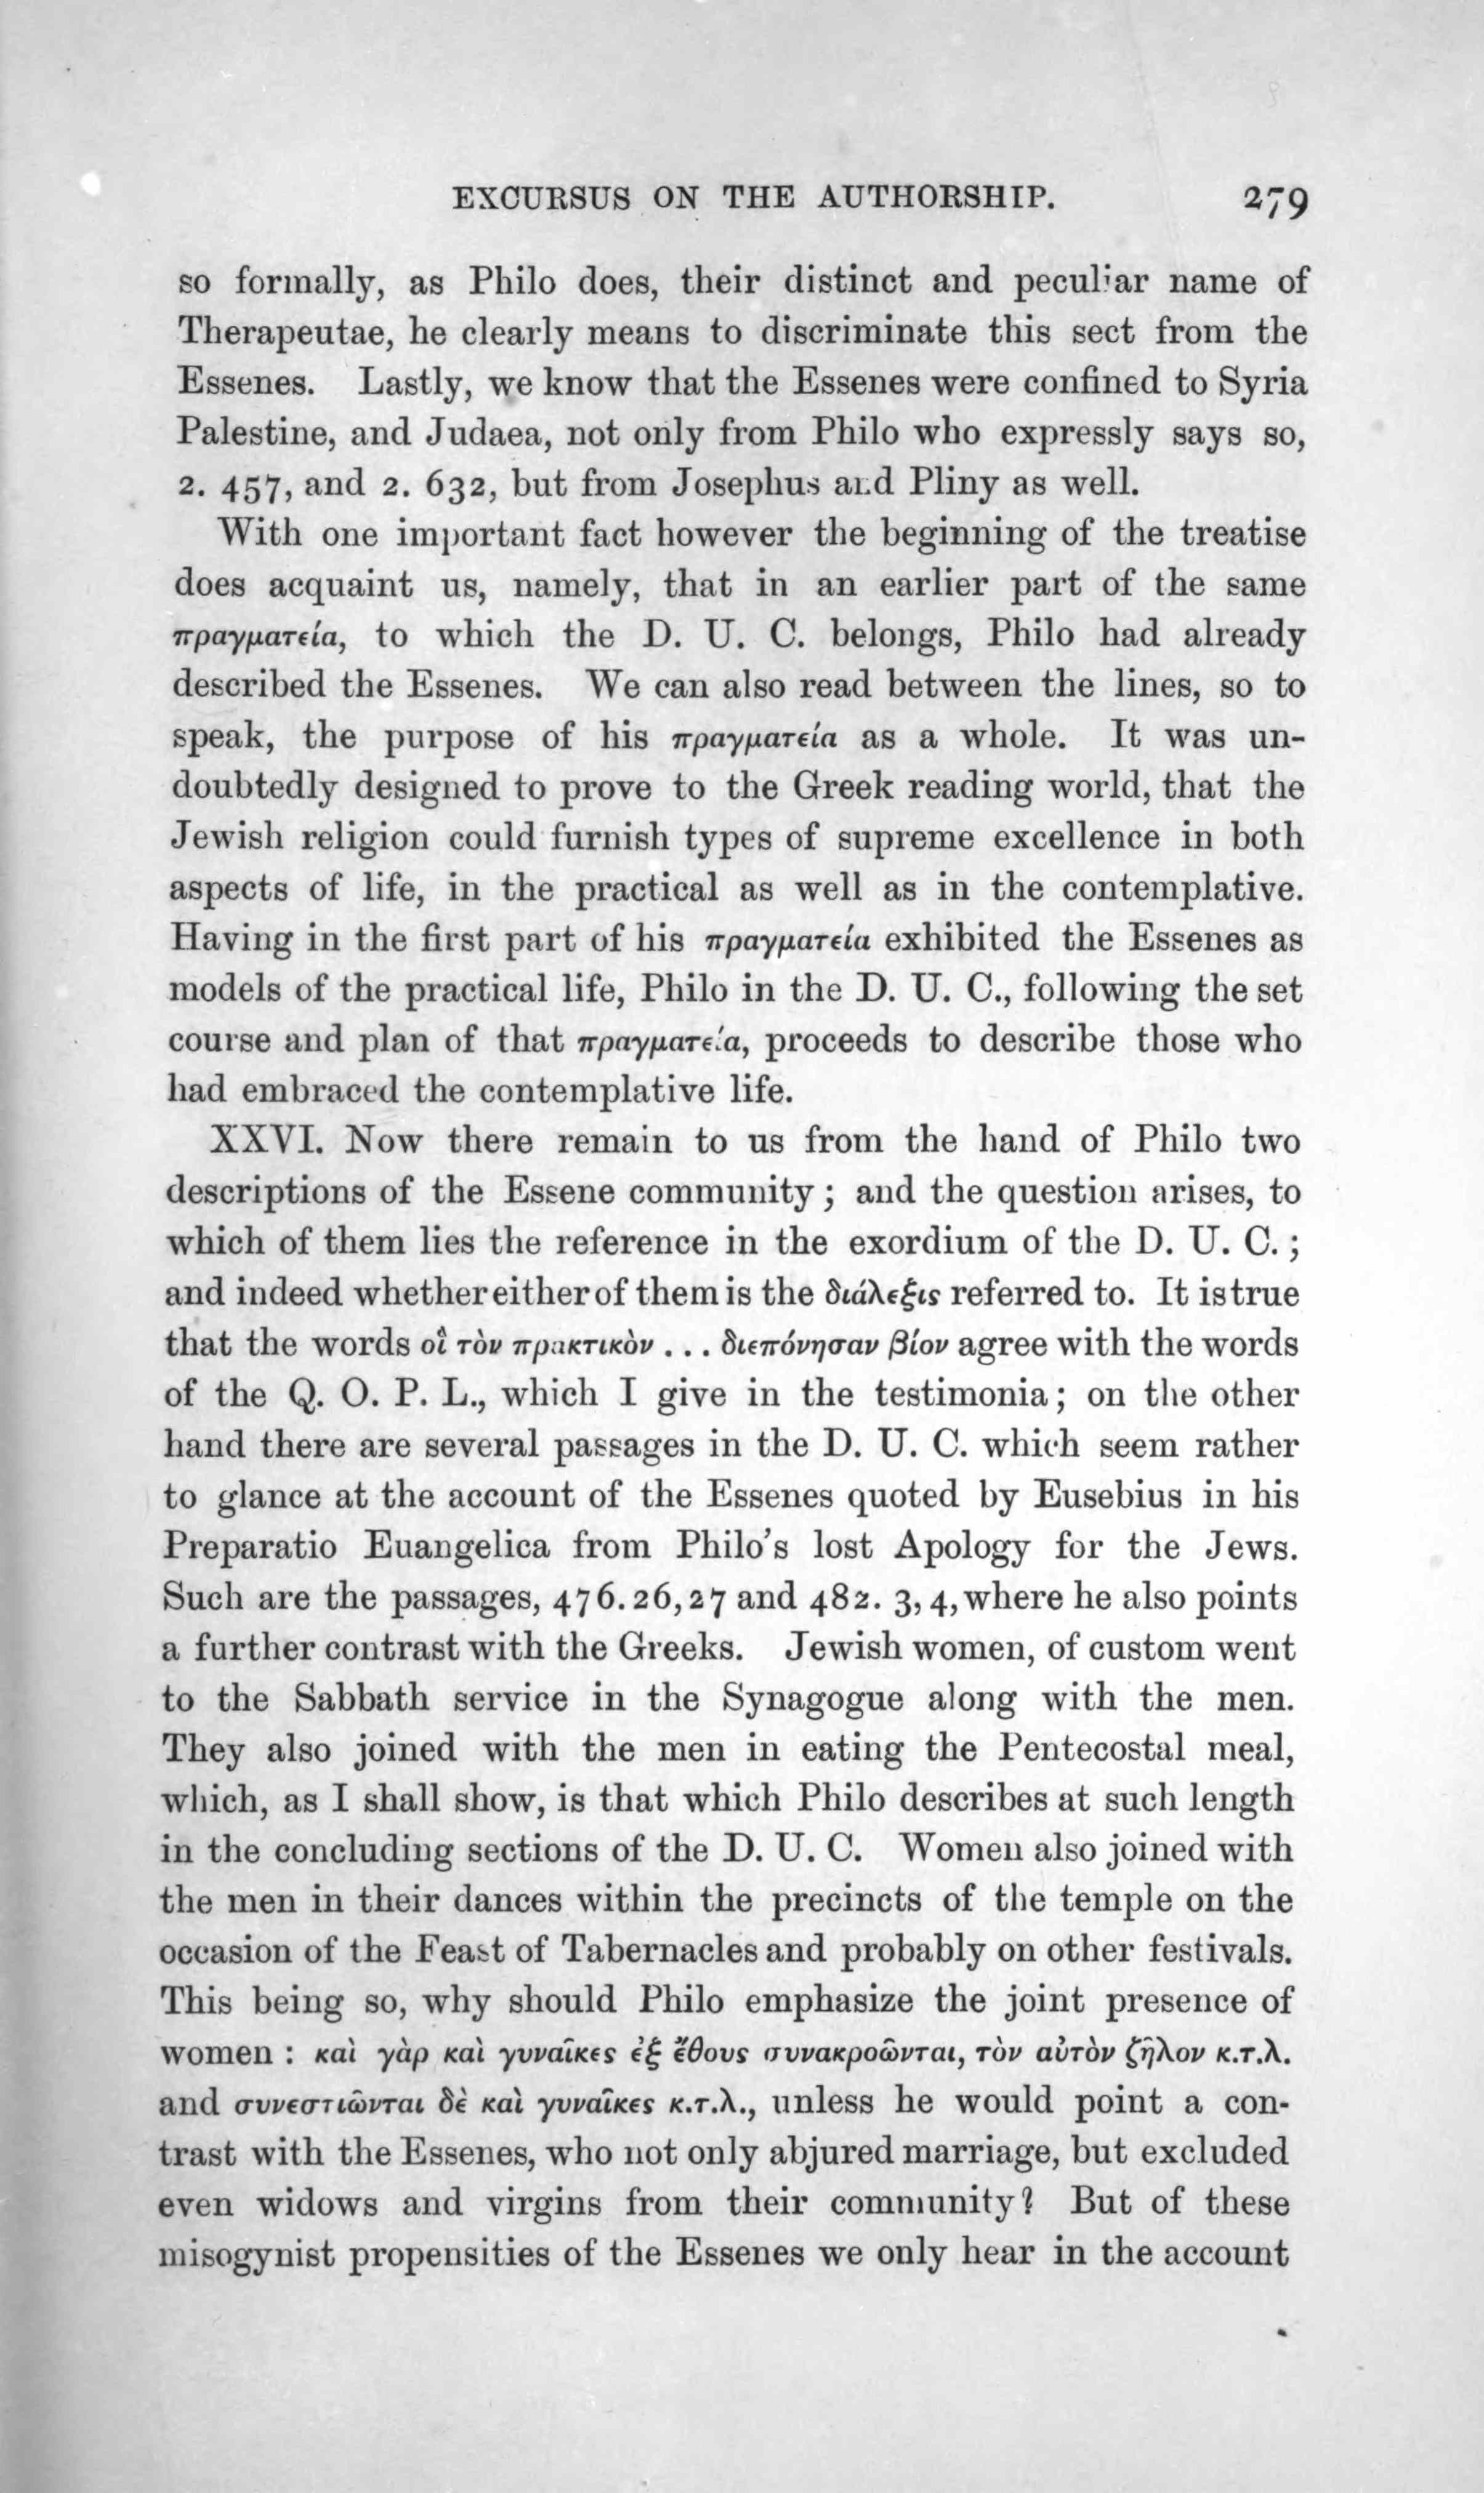 EXCURSUS ON THE AUTHORSHIP. 279
so formally, as Philo does, their distinct and peculiar name of
Therapeutae, he clearly means to discriminate this sect from the
Essenes. Lastly, we know that the Essenes were confined to Syria
Palestine, and Judaea, not only from Philo who expressly says so,
2. 457, and 2. 632, but from Josephus and Pliny as well.
With one important fact however the beginning of the treatise
does acquaint us, namely, that in an earlier part of the same
πραγματεία, to which the D. U. C. belongs, Philo had already
described the Essenes. We can also read between the lines, so to
speak, the purpose of his πραγματεία as a whole. It was un-
doubtedly designed to prove to the Greek reading world, that the
Jewish religion could furnish types of supreme excellence in both
aspects of life, in the practical as well as in the contemplative.
Having in the first part of his πραγματεία exhibited the Essenes as
models of the practical life, Philo in the D. U. C., following the set
course and plan of that πραγματεία, proceeds to describe those who
had embraced the contemplative life.
XXVI. Now there remain to us from the hand of Philo two
descriptions of the Essene community; and the question arises, to
which of them lies the reference in the exordium of the D. U. C.;
and indeed whether either of them is the διάλεξις referred to. It is true
that the words οἳ τὸν πρακτικὸν . . . διεπόνησαν βίον agree with the words
of the Q. O. P. L., which I give in the testimonia; on the other
hand there are several passages in the D. U. C. which seem rather
to glance at the account of the Essenes quoted by Eusebius in his
Preparatio Euangelica from Philo's lost Apology for the Jews.
Such are the passages, 476. 26, 27 and 482. 3, 4, where he also points
a further contrast with the Greeks. Jewish women, of custom went
to the Sabbath service in the Synagogue along with the men.
They also joined with the men in eating the Pentecostal meal,
which, as I shall show, is that which Philo describes at such length
in the concluding sections of the D. U. C. Women also joined with
the men in their dances within the precincts of the temple on the
occasion of the Feast of Tabernacles and probably on other festivals.
This being so, why should Philo emphasize the joint presence of
women : καὶ γὰρ καὶ γυναῖκες ἐξ ἔθους συνακροῶνται, τὸν αὐτὸν ζῆλον κ.τ.λ.
and συνεστιῶνται δὲ καὶ γυναῖκες κ.τ.λ., unless he would point a con-
trast with the Essenes, who not only abjured marriage, but excluded
even widows and virgins from their community? But of these
misogynist propensities of the Essenes we only hear in the account